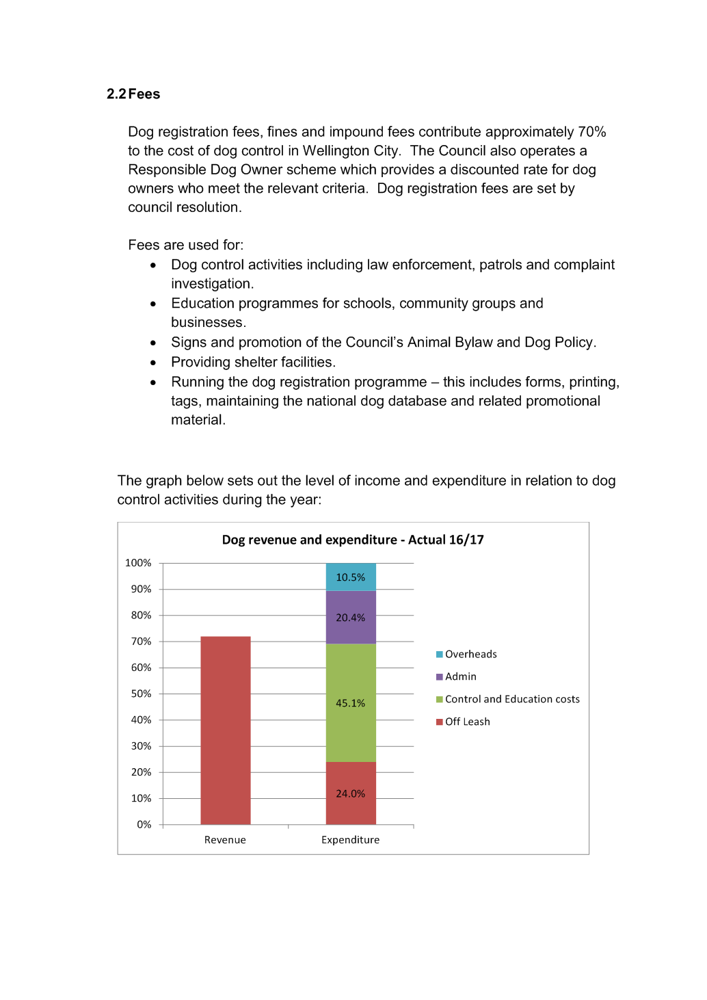 2.2 Fees
Dog registration fees, fines and impound fees contribute approximately 70%
to the cost of dog control in Wellington City.  The Council also operates a
Responsible Dog Owner scheme which provides a discounted rate for dog
owners who meet the relevant criteria.  Dog registration fees are set by
council resolution.
Fees are used for:
• Dog control activities including law enforcement, patrols and complaint
investigation.
• Education programmes for schools, community groups and
businesses.
• Signs and promotion of the Council’s Animal Bylaw and Dog Policy.
• Providing shelter facilities.
• Running the dog registration programme – this includes forms, printing,
tags, maintaining the national dog database and related promotional
material.
The graph below sets out the level of income and expenditure in relation to dog
control activities during the year:
Dog revenue and expenditure - Actual 16/17
100%
90%
80%
70%
60%
50%
40%
30%
20%
10%
0%
10.5%
20.4%
45.1%
24.0%
Revenue
Expenditure
Overheads
Admin
Control and Education costs
Off Leash